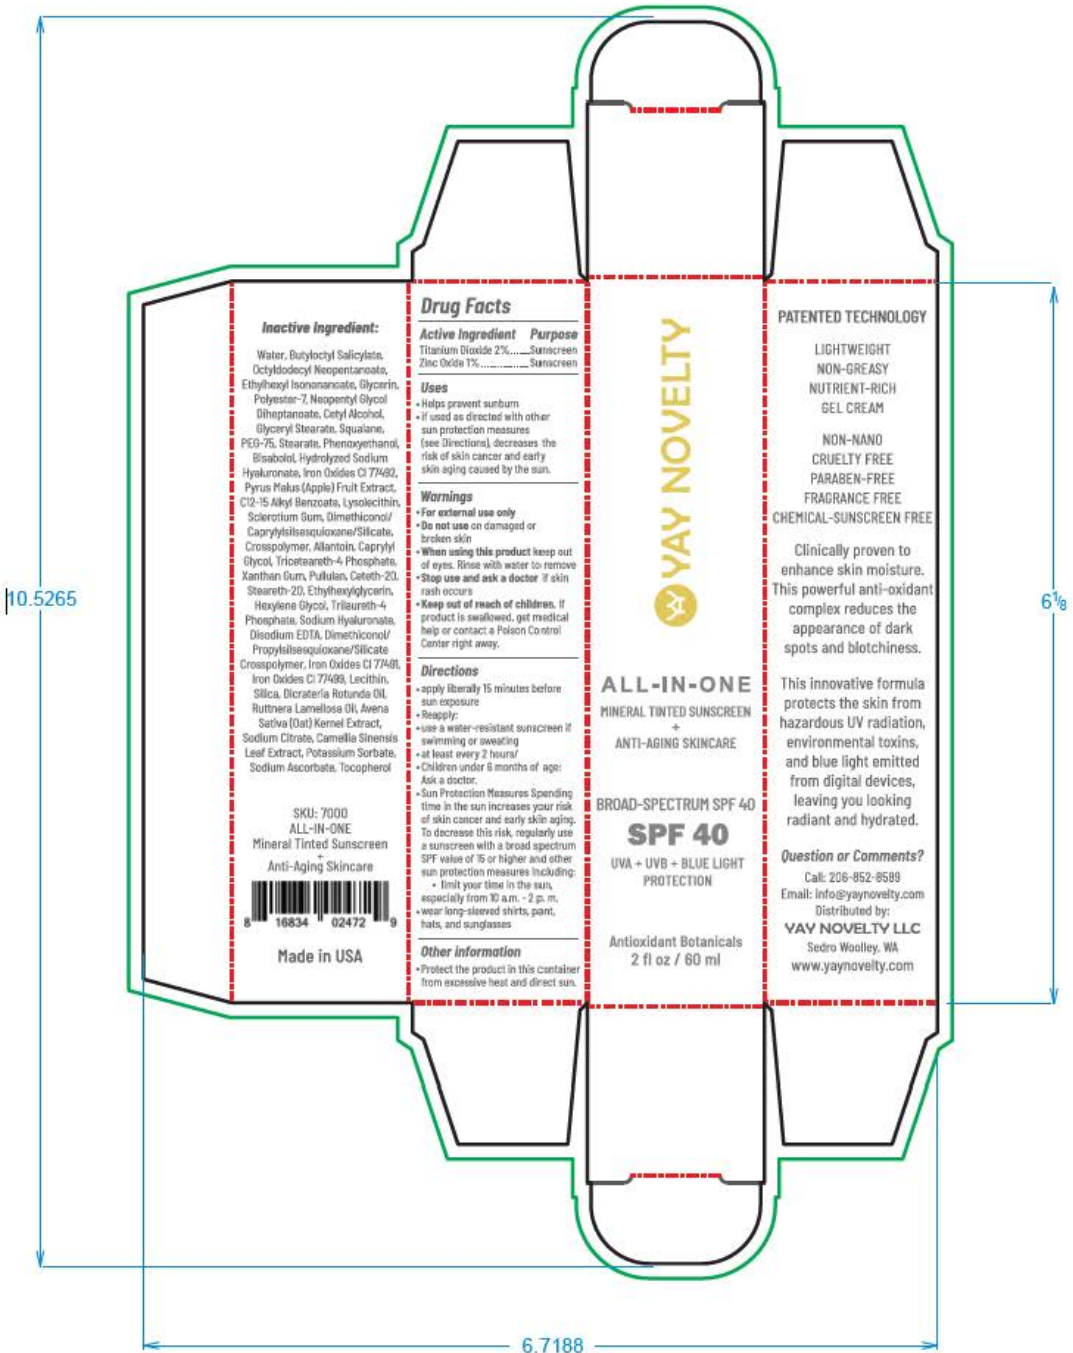 10.5265
Inactive Ingredient:
Water, Butyloctyl Salicylate,
Octyldodecyl Neopentanoate,
Ethylhexyl Isononanoate, Glycerin,
Polyester-7, Neopentyl Glycol
Diheptanoate, Cetyl Alcohol,
Glyceryl Stearate, Squalane,
PEG-75, Stearate, Phenoxyethanol,
Bisabolol, Hydrolyzed Sodium
Hyaluronate, Iron Oxides CI 77492,
Pyrus Malus (Apple) Fruit Extract,
C12-15 Alkyl Benzoate, Lysolecithin,
Sclerotium Gum, Dimethiconol/
Caprylylsilsesquioxane/Silicate,
Crosspolymer, Allantoin, Caprylyl
Glycol, Triceteareth-4 Phosphate,
Xanthan Gum, Pullulan, Ceteth-20,
Steareth-20, Ethylhexylglycerin,
Hexylene Glycol, Trilaureth-4
Phosphate, Sodium Hyaluronate,
Disodium EDTA, Dimethiconol/
Propylsilsesquioxane/Silicate
Crosspolymer, Iron Oxides CI 77491,
Iron Oxides CI 77499, Lecithin,
Silica, Dicrateria Rotunda Oil,
Ruttnera Lamellosa Oil, Avena
Sativa (Oat) Kernel Extract,
Sodium Citrate, Camellia Sinensis
Leaf Extract, Potassium Sorbate,
Sodium Ascorbate, Tocopherol
SKU: 7000
ALL-IN-ONE
Mineral Tinted Sunscreen
+
Anti-Aging Skincare
8 16834 02472 9
Made in USA
Drug Facts
Active Ingredient Purpose
Titanium Dioxide 2%......Sunscreen
Zinc Oxide 1%..............Sunscreen
Uses
• Helps prevent sunburn
• if used as directed with other
sun protection measures
(see Directions), decreases the
risk of skin cancer and early
skin aging caused by the sun.
Warnings
• For external use only
• Do not use on damaged or
broken skin
• When using this product keep out
of eyes. Rinse with water to remove
• Stop use and ask a doctor if skin
rash occurs
• Keep out of reach of children. If
product is swallowed, get medical
help or contact a Poison Control
Center right away.
Directions
• apply liberally 15 minutes before
sun exposure
• Reapply:
• use a water-resistant sunscreen if
swimming or sweating
• at least every 2 hours/
• Children under 6 months of age:
Ask a doctor.
• Sun Protection Measures Spending
time in the sun increases your risk
of skin cancer and early skin aging.
To decrease this risk, regularly use
a sunscreen with a broad spectrum
SPF value of 15 or higher and other
sun protection measures including:
• limit your time in the sun,
especially from 10 a.m. - 2 p. m.
• wear long-sleeved shirts, pant,
hats, and sunglasses
Other information
• Protect the product in this container
from excessive heat and direct sun.
YAY YAY NOVELTY
ALL-IN-ONE
MINERAL TINTED SUNSCREEN
+
ANTI-AGING SKINCARE
BROAD-SPECTRUM SPF 40
SPF 40
UVA + UVB + BLUE LIGHT
PROTECTION
Antioxidant Botanicals
2 fl oz / 60 ml
PATENTED TECHNOLOGY
LIGHTWEIGHT
NON-GREASY
NUTRIENT-RICH
GEL CREAM
NON-NANO
CRUELTY FREE
PARABEN-FREE
FRAGRANCE FREE
CHEMICAL-SUNSCREEN FREE
Clinically proven to
enhance skin moisture.
This powerful anti-oxidant
complex reduces the
appearance of dark
spots and blotchiness.
This innovative formula
protects the skin from
hazardous UV radiation,
environmental toxins,
and blue light emitted
from digital devices,
leaving you looking
radiant and hydrated.
Question or Comments?
Call: 206-852-8589
Email: info@yaynovelty.com
Distributed by:
YAY NOVELTY LLC
Sedro Woolley, WA
www.yaynovelty.com
6 1/8
6.7188